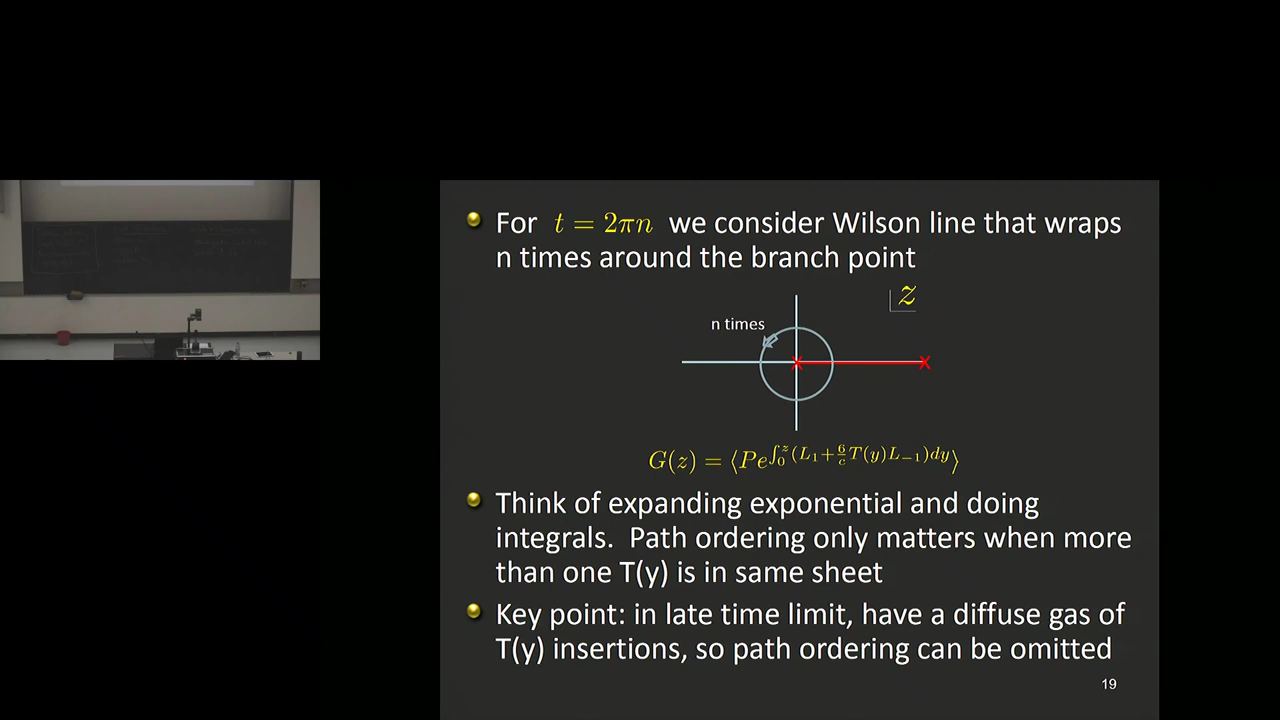 For t = 2πn we consider Wilson line that wraps
n times around the branch point
z
n times
G(z) = ⟨Pe^{∫_0^z (L_1 + \frac{6}{c} T(y)L_{-1})dy}⟩
Think of expanding exponential and doing
integrals. Path ordering only matters when more
than one T(y) is in same sheet
Key point: in late time limit, have a diffuse gas of
T(y) insertions, so path ordering can be omitted
19